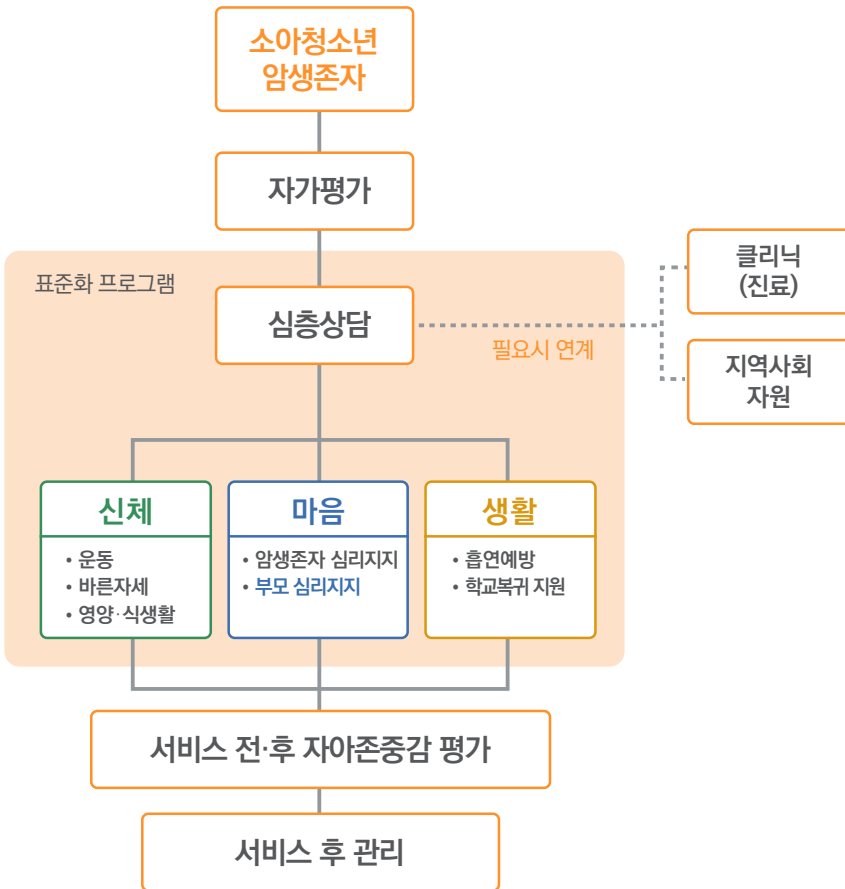 소아청소년
암생존자
자가평가
표준화 프로그램
심층상담
필요시 연계
클리닉
(진료)
지역사회
자원
신체
• 운동
• 바른자세
• 영양·식생활
마음
• 암생존자 심리지지
• 부모 심리지지
생활
• 흡연예방
• 학교복귀 지원
서비스 전·후 자아존중감 평가
서비스 후 관리